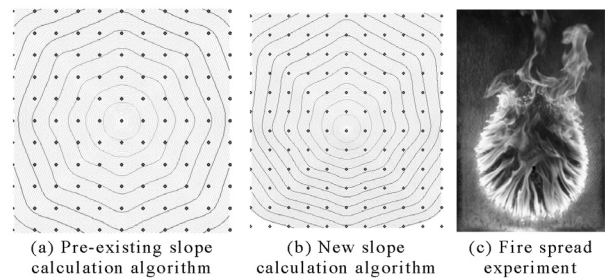 (a) Pre-existing slope
calculation algorithm
(b) New slope
calculation algorithm
(c) Fire spread
experiment